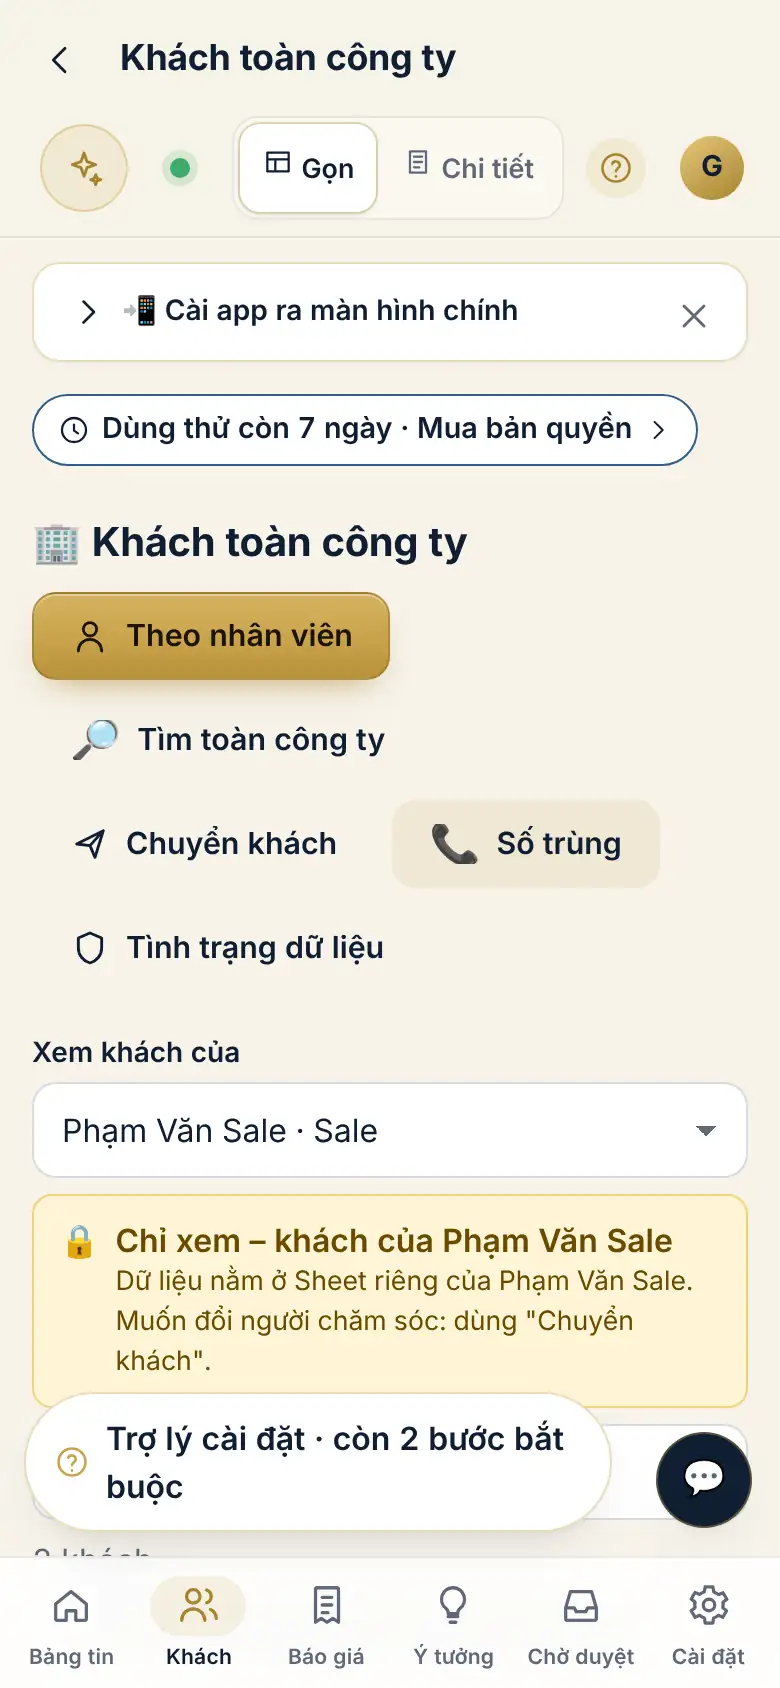 Khách toàn công ty
Gọn
Chi tiết
G
Cài app ra màn hình chính
Dùng thử còn 7 ngày · Mua bản quyền
Khách toàn công ty
Theo nhân viên
Tìm toàn công ty
Chuyển khách
Số trùng
Tình trạng dữ liệu
Xem khách của
Phạm Văn Sale · Sale
Chỉ xem – khách của Phạm Văn Sale
Dữ liệu nằm ở Sheet riêng của Phạm Văn Sale.
Muốn đổi người chăm sóc: dùng "Chuyển
khách".
Trợ lý cài đặt · còn 2 bước bắt
buộc
Bảng tin
Khách
Báo giá
Ý tưởng
Chờ duyệt
Cài đặt